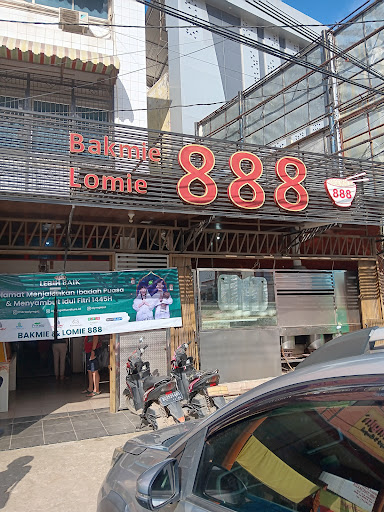 Bakmie
Lomie
888
888
LEBIH BAIK
Selamat Menjalankan Ibadah Puasa
& Menyambut Idul Fitri 1445H
BAKMIE & LOMIE 888